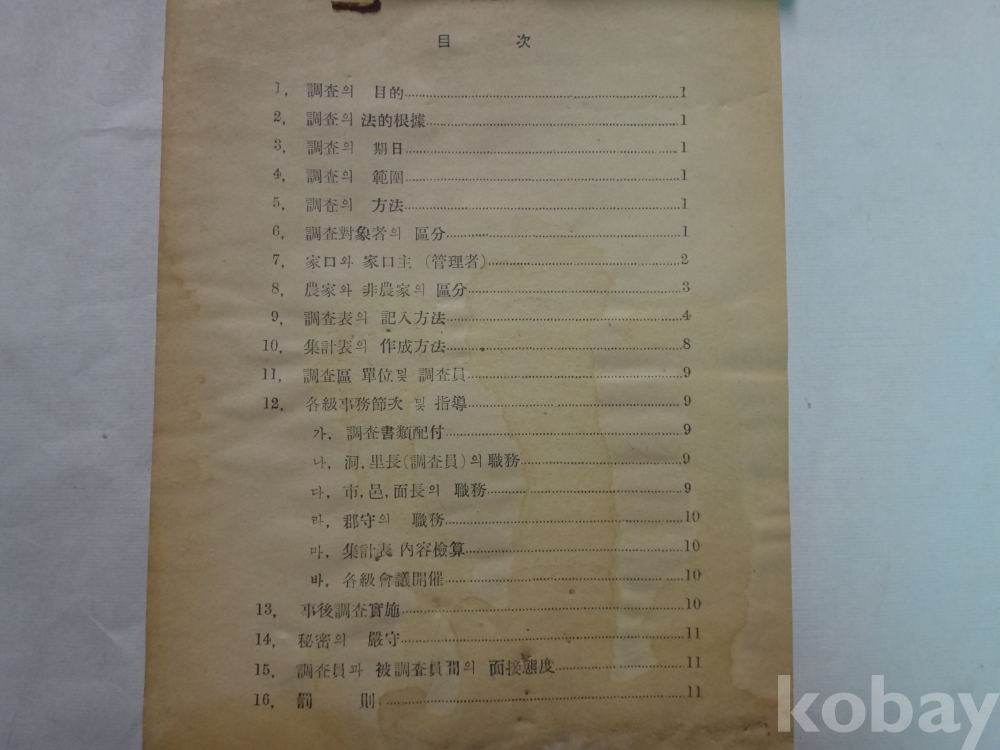 目 次
1, 調査의 目的 1
2, 調査의 法的根據 1
3, 調査의 期日 1
4, 調査의 範圍 1
5, 調査의 方法 1
6, 調査對象者의 區分 1
7, 家口와 家口主 (管理者) 2
8, 農家와 非農家의 區分 3
9, 調査表의 記入方法 4
10, 集計表의 作成方法 8
11, 調査區 單位및 調査員 9
12, 各級事務節次 및 指導 9
가, 調査書類配付 9
나, 洞,里長(調査員)의 職務 9
다, 市,邑,面長의 職務 9
라, 郡守의 職務 10
마, 集計表 內容檢算 10
바, 各級會議開催 10
13, 事後調査實施 10
14, 秘密의 嚴守 11
15, 調査員과 被調査員間의 面接態度 11
16, 罰 則 11
kobay